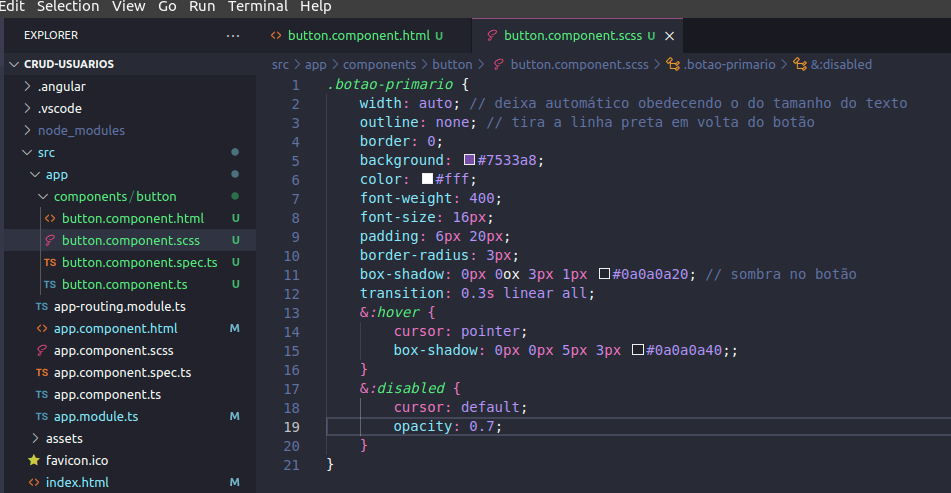 Edit Selection View Go Run Terminal Help
EXPLORER ...
button.component.html U
button.component.scss U ×
CRUD-USUARIOS
.angular
.vscode
node_modules
src
app
components / button
button.component.html U
button.component.scss U
TS button.component.spec.ts U
TS button.component.ts U
TS app-routing.module.ts
app.component.html M
app.component.scss
TS app.component.spec.ts
TS app.component.ts
TS app.module.ts M
assets
favicon.ico
index.html M
src > app > components > button > button.component.scss > .botao-primario > &:disabled
1 .botao-primario {
2 width: auto; // deixa automático obedecendo o do tamanho do texto
3 outline: none; // tira a linha preta em volta do botão
4 border: 0;
5 background: #7533a8;
6 color: #fff;
7 font-weight: 400;
8 font-size: 16px;
9 padding: 6px 20px;
10 border-radius: 3px;
11 box-shadow: 0px 0ox 3px 1px #0a0a0a20; // sombra no botão
12 transition: 0.3s linear all;
13 &:hover {
14 cursor: pointer;
15 box-shadow: 0px 0px 5px 3px #0a0a0a40;;
16 }
17 &:disabled {
18 cursor: default;
19 opacity: 0.7;
20 }
21 }